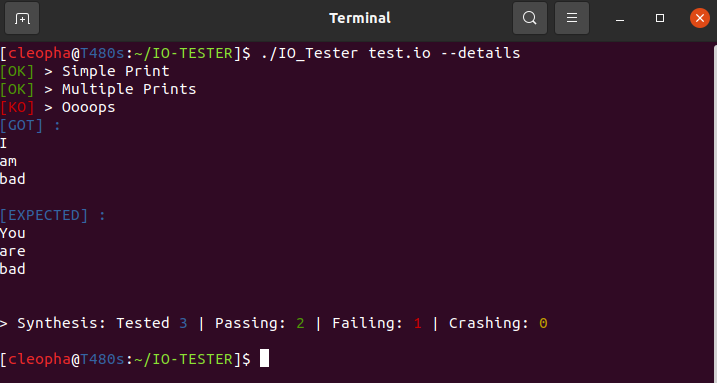 Terminal
[cleopha@T480s:~/IO-TESTER]$ ./IO_Tester test.io --details
[OK] > Simple Print
[OK] > Multiple Prints
[KO] > Oooops
[GOT] :
I
am
bad
[EXPECTED] :
You
are
bad
> Synthesis: Tested 3 | Passing: 2 | Failing: 1 | Crashing: 0
[cleopha@T480s:~/IO-TESTER]$